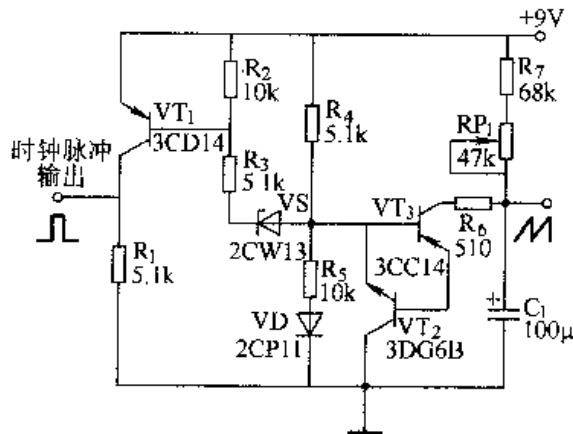 +9V
R₂
10k
R₇
68k
VT₁
3CD14
R₄
5.1k
RP₁
47k
时钟脉冲
输出
R₃
5.1k
VS
2CW13
VT₃
3CC14
R₆
510
R₁
5.1k
R₅
10k
VD
2CP11
VT₂
3DG6B
+
C₁
100μ